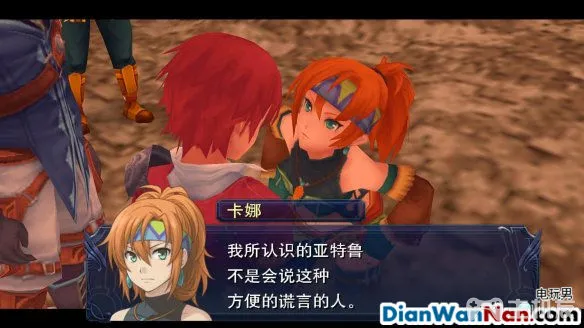 卡娜
我所认识的亚特鲁
不是会说这种
方便的谎言的人。
电玩男
DianWanNan.com